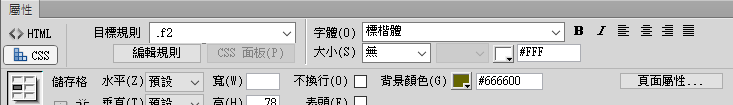 屬性
<> HTML
目標規則 .f2
字體(O) 標楷體 B I
CSS
編輯規則 CSS 面板(P)
大小(S) 無 #FFF
儲存格 水平(Z) 預設 寬(W) 不換行(O) 背景顏色(G) #666600 頁面屬性...
垂直(T) 預設 高(H) 78 表頭(E)